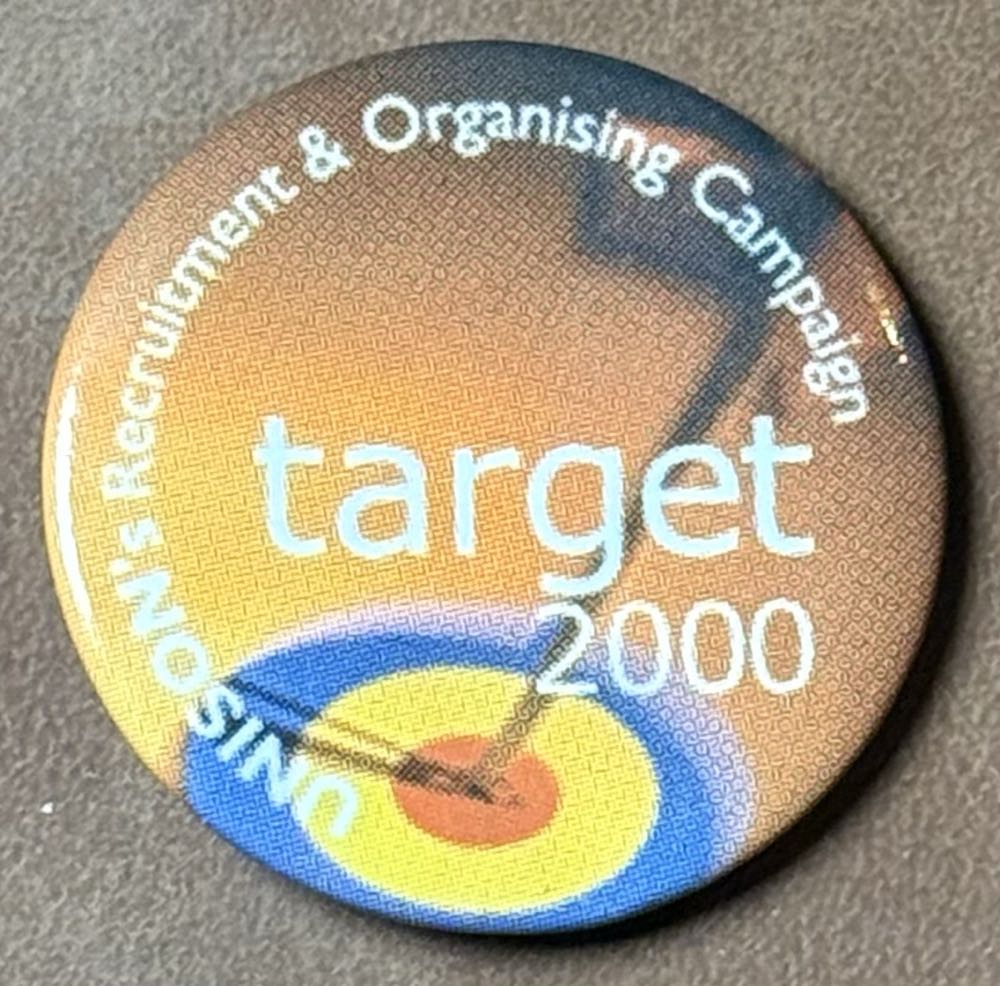 UNISON's Recruitment & Organising Campaign
target
2000